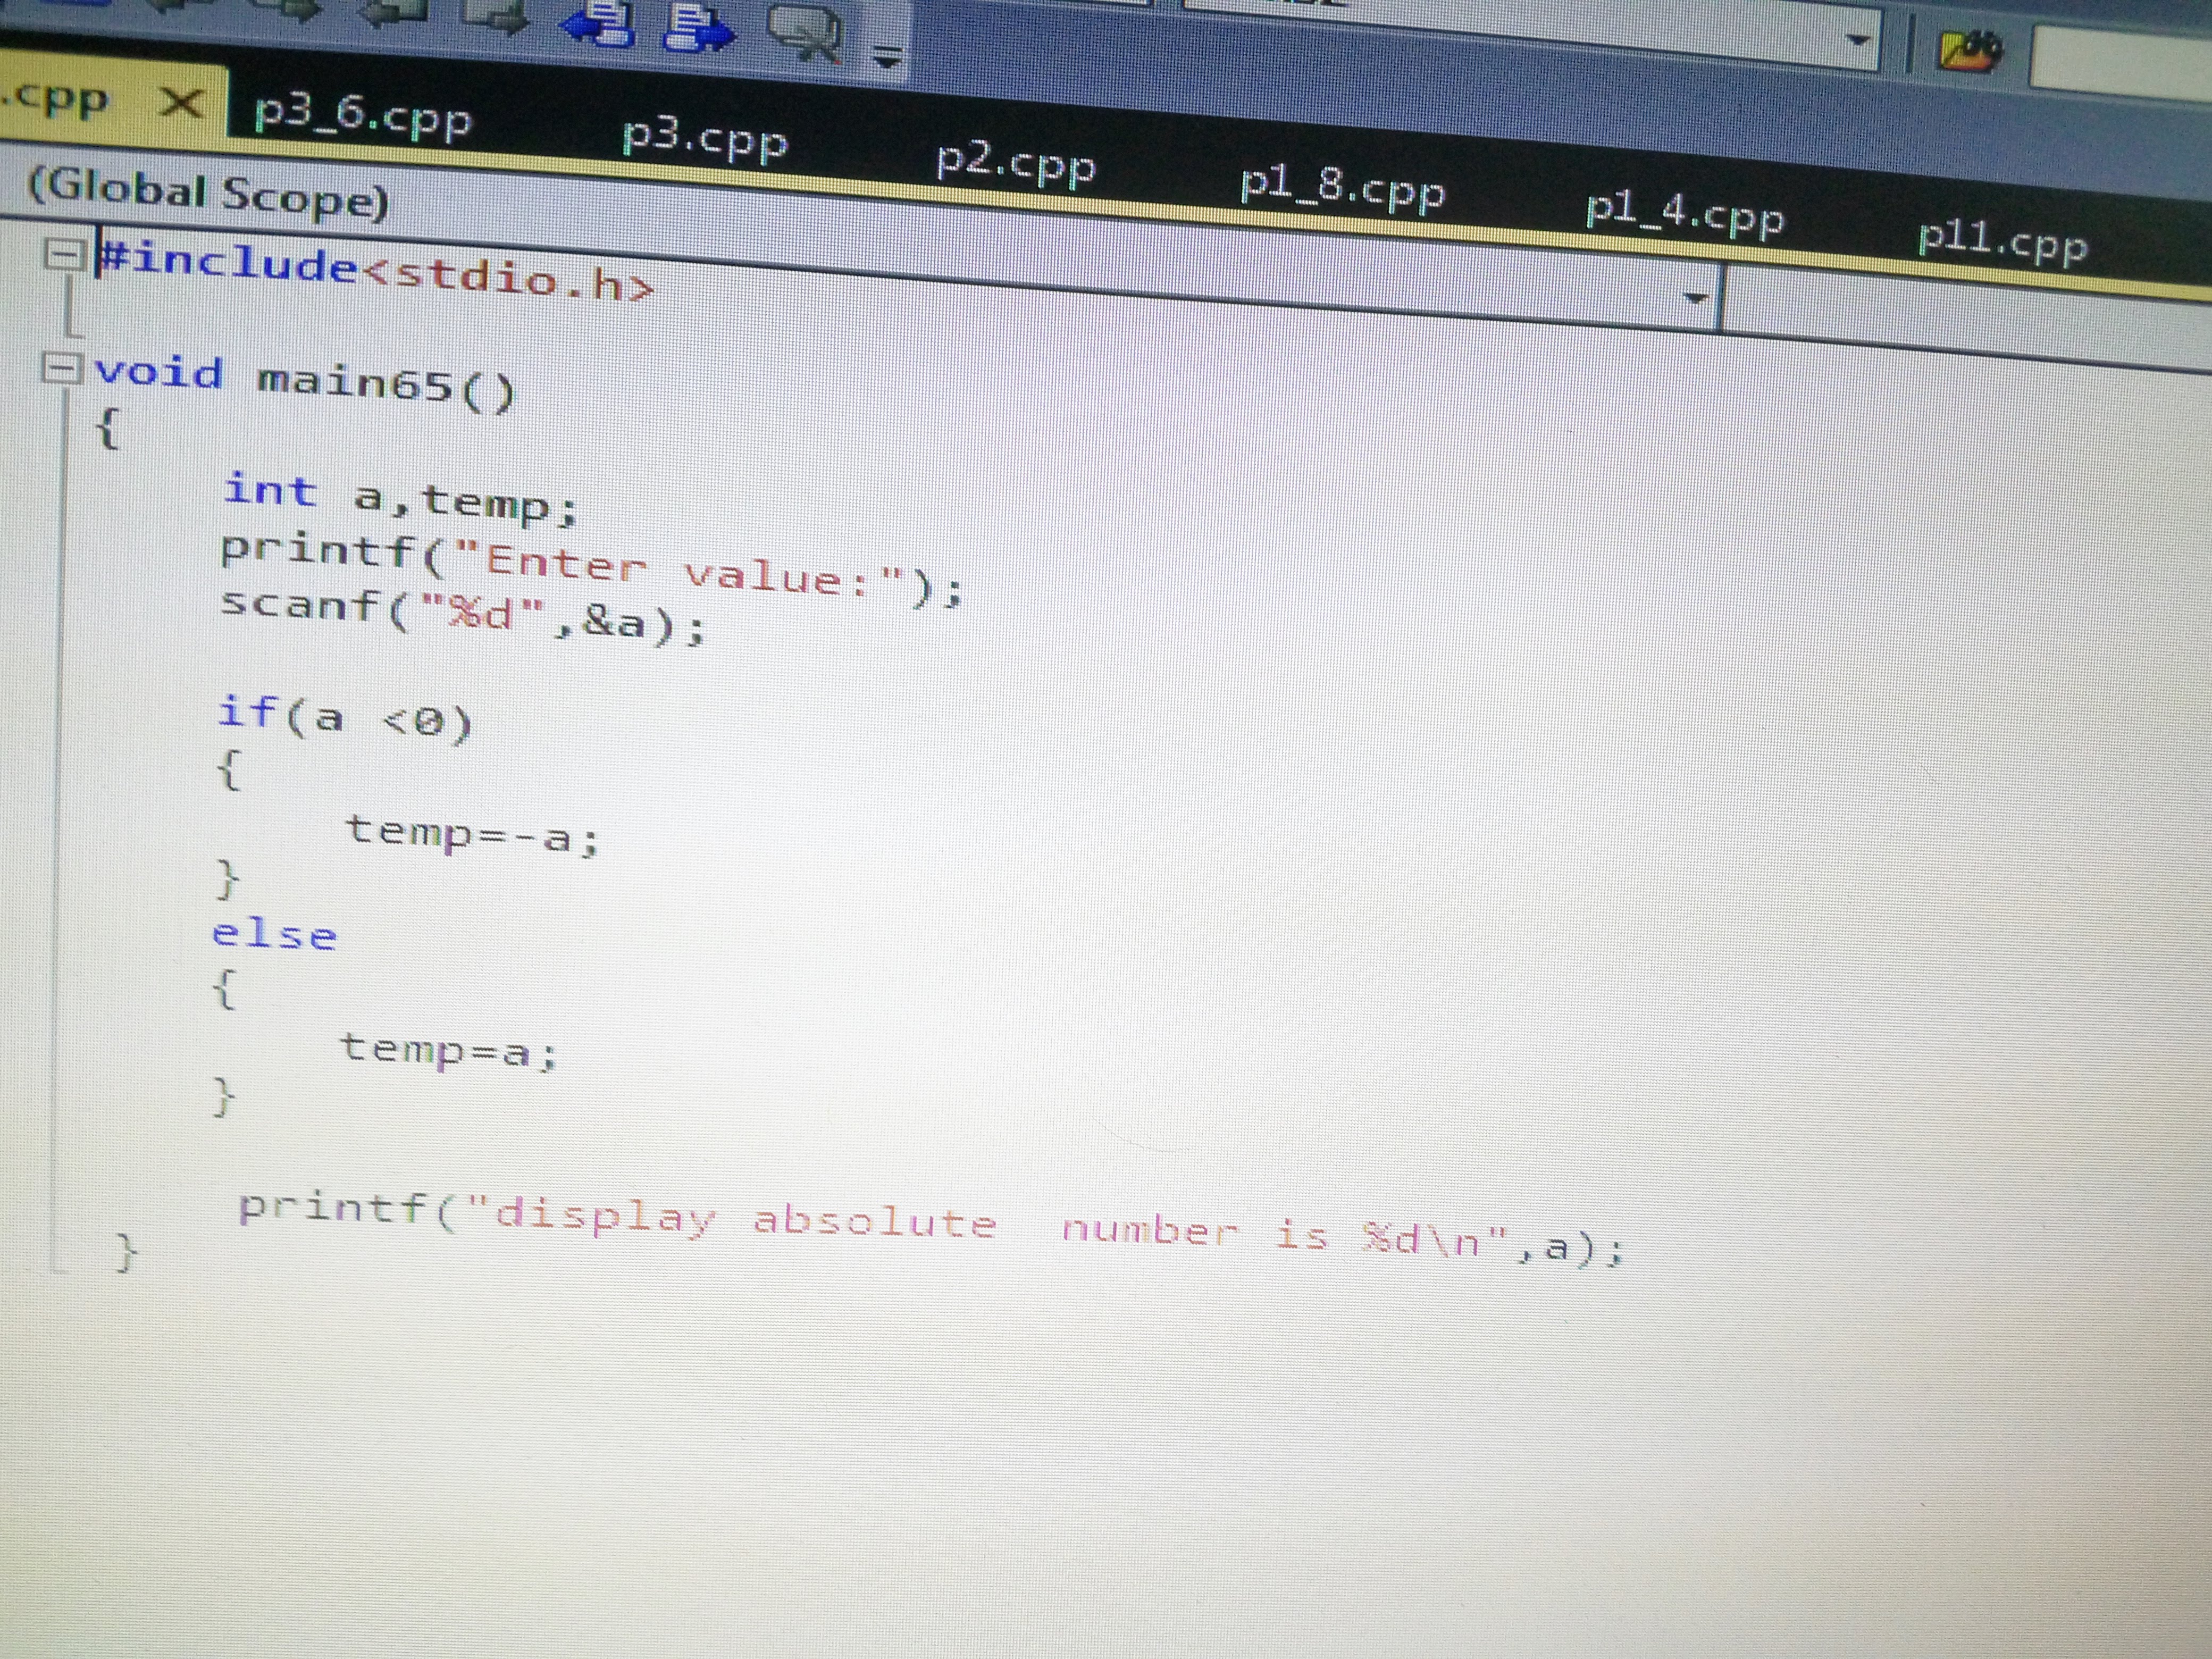 .cpp p3_6.cpp p3.cpp p2.cpp p1_8.cpp p1_4.cpp p11.cpp
(Global Scope)
#include<stdio.h>
void main65()
{
int a,temp;
printf("Enter value:");
scanf("%d",&a);
if(a <0)
{
temp=-a;
}
else
{
temp=a;
}
printf("display absolute  number is %d\n",a);
}